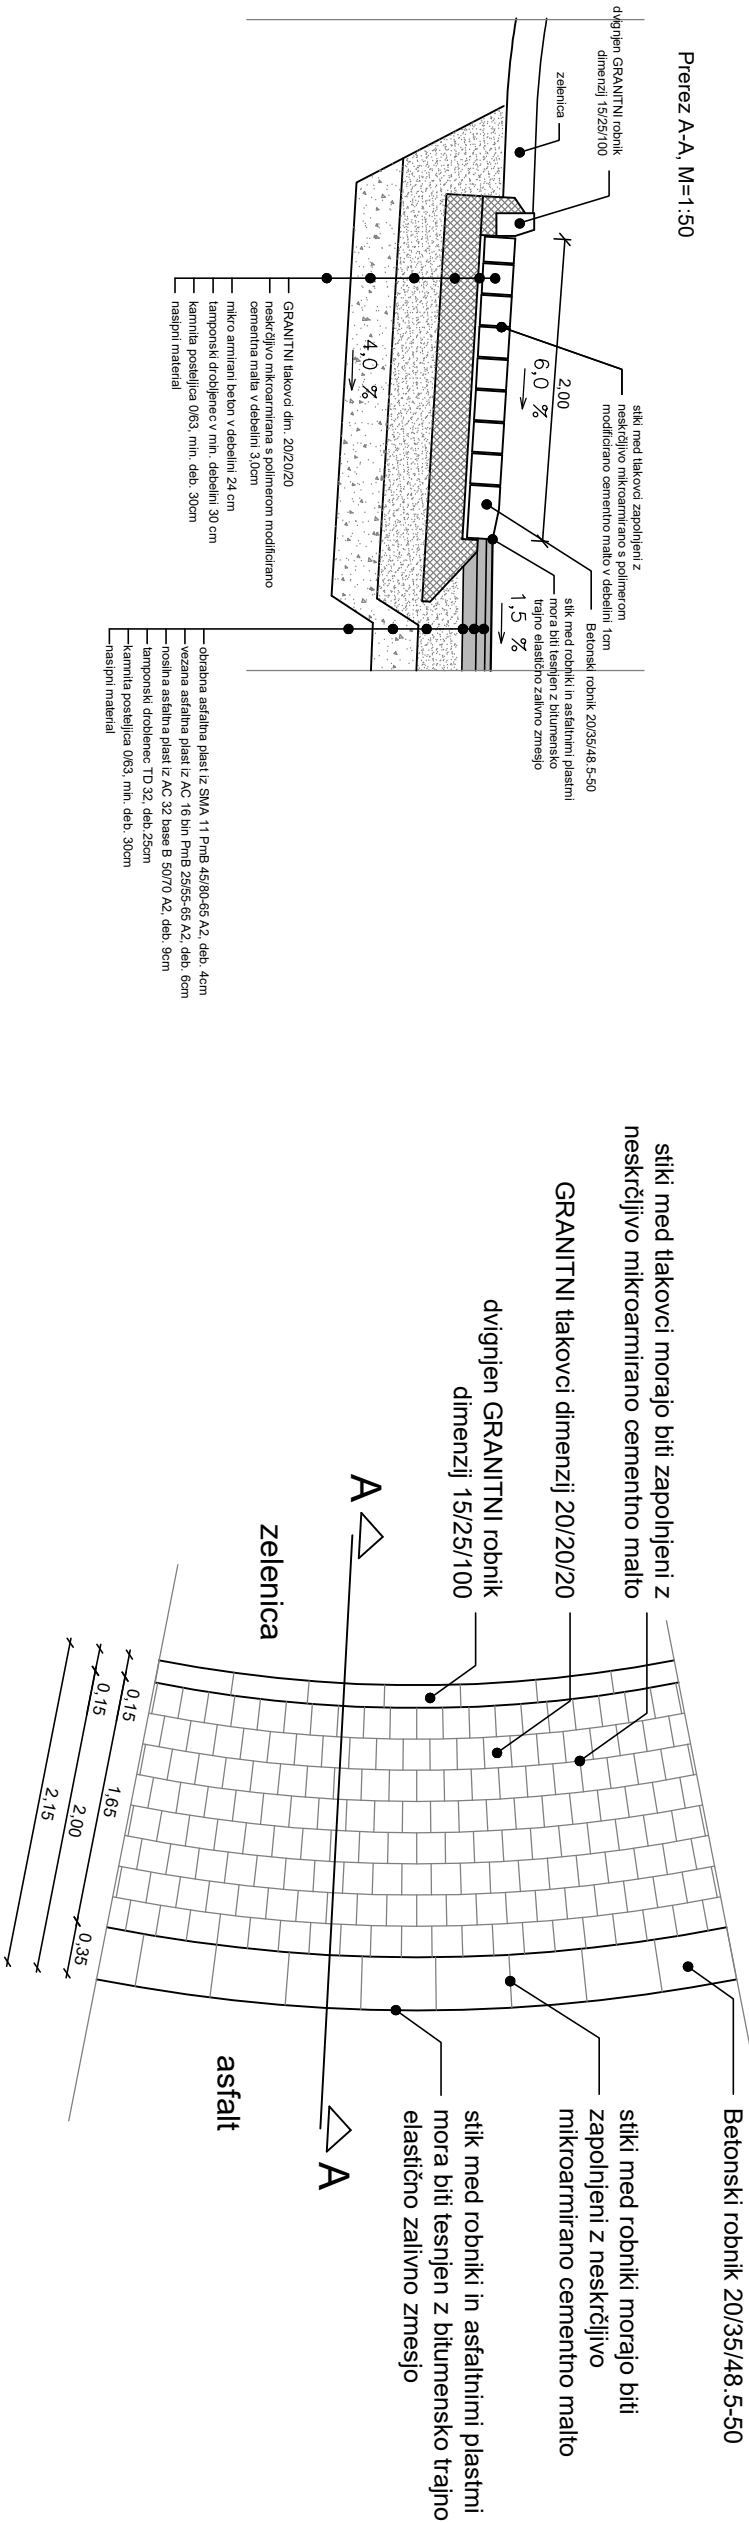 Prerez A-A, M=1:50
dvignjen GRANITNI robnik
dimenzij 15/25/100
zelenica
2,00
6,0 %
4,0 %
1,5 %
stiki med tlakovci zapolnjeni z
neskrčljivo mikroarmirano s polimerom
modificirano cementno malto v debelini 1cm
Betonski robnik 20/35/48.5-50
stik med robniki in asfaltnimi plastmi
mora biti tesnjen z bitumensko
trajno elastično zalivno zmesjo
GRANITNI tlakovci dim. 20/20/20
neskrčljivo mikroarmirana s polimerom modificirano
cementna malta v debelini 3,0cm
mikro armirani beton v debelini 24 cm
tamponski drobljenec v min. debelini 30 cm
kamnita posteljica 0/63, min. deb. 30cm
nasipni material
obrabna asfaltna plast iz SMA 11 PmB 45/80-65 A2, deb. 4cm
vezana asfaltna plast iz AC 16 bin PmB 25/55-65 A2, deb. 6cm
nosilna asfaltna plast iz AC 32 base B 50/70 A2, deb. 9cm
tamponski droblenec TD 32, deb.25cm
kamnita posteljica 0/63, min. deb. 30cm
nasipni material
stiki med tlakovci morajo biti zapolnjeni z
neskrčljivo mikroarmirano cementno malto
GRANITNI tlakovci dimenzij 20/20/20
dvignjen GRANITNI robnik
dimenzij 15/25/100
A
zelenica
0,15
1,65
0,35
0,15
2,00
2,15
asfalt
A
Betonski robnik 20/35/48.5-50
stiki med robniki morajo biti
zapolnjeni z neskrčljivo
mikroarmirano cementno malto
stik med robniki in asfaltnimi plastmi
mora biti tesnjen z bitumensko trajno
elastično zalivno zmesjo